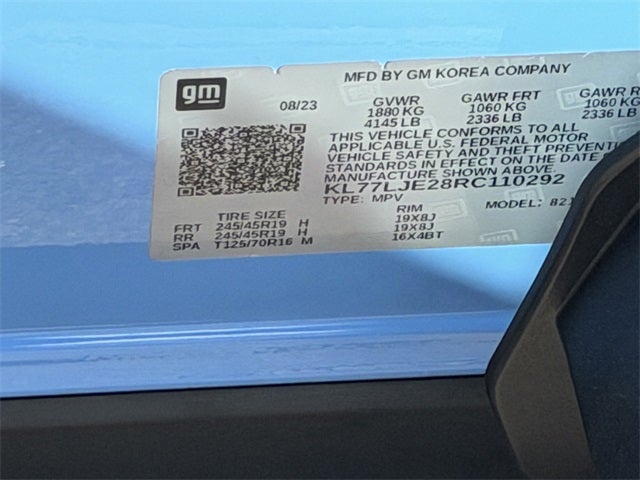 gm
MFD BY GM KOREA COMPANY
08/23
GVWR GAWR FRT GAWR R
1880 KG 1060 KG 1060 KG
4145 LB 2336 LB 2336 LB
THIS VEHICLE CONFORMS TO ALL
APPLICABLE U.S. FEDERAL MOTOR
VEHICLE SAFETY AND THEFT PREVENTI
STANDARDS IN EFFECT ON THE DATE
MANUFACTURE SHOWN ABOVE.
KL77LJE28RC110292
TYPE: MPV MODEL: 821
TIRE SIZE RIM
FRT 245/45R19 H 19X8J
RR 245/45R19 H 19X8J
SPA T125/70R16 M 16X4BT